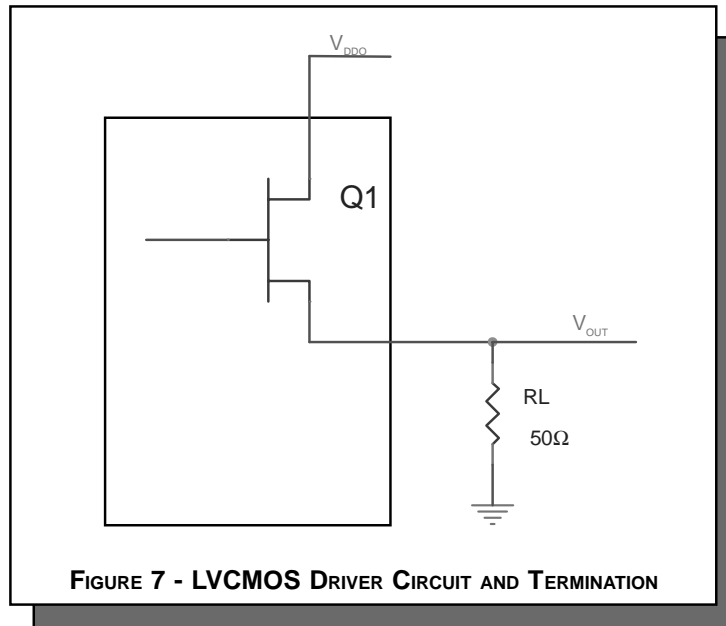 VDDO
Q1
VOUT
RL
50Ω
FIGURE 7 - LVCMOS DRIVER CIRCUIT AND TERMINATION